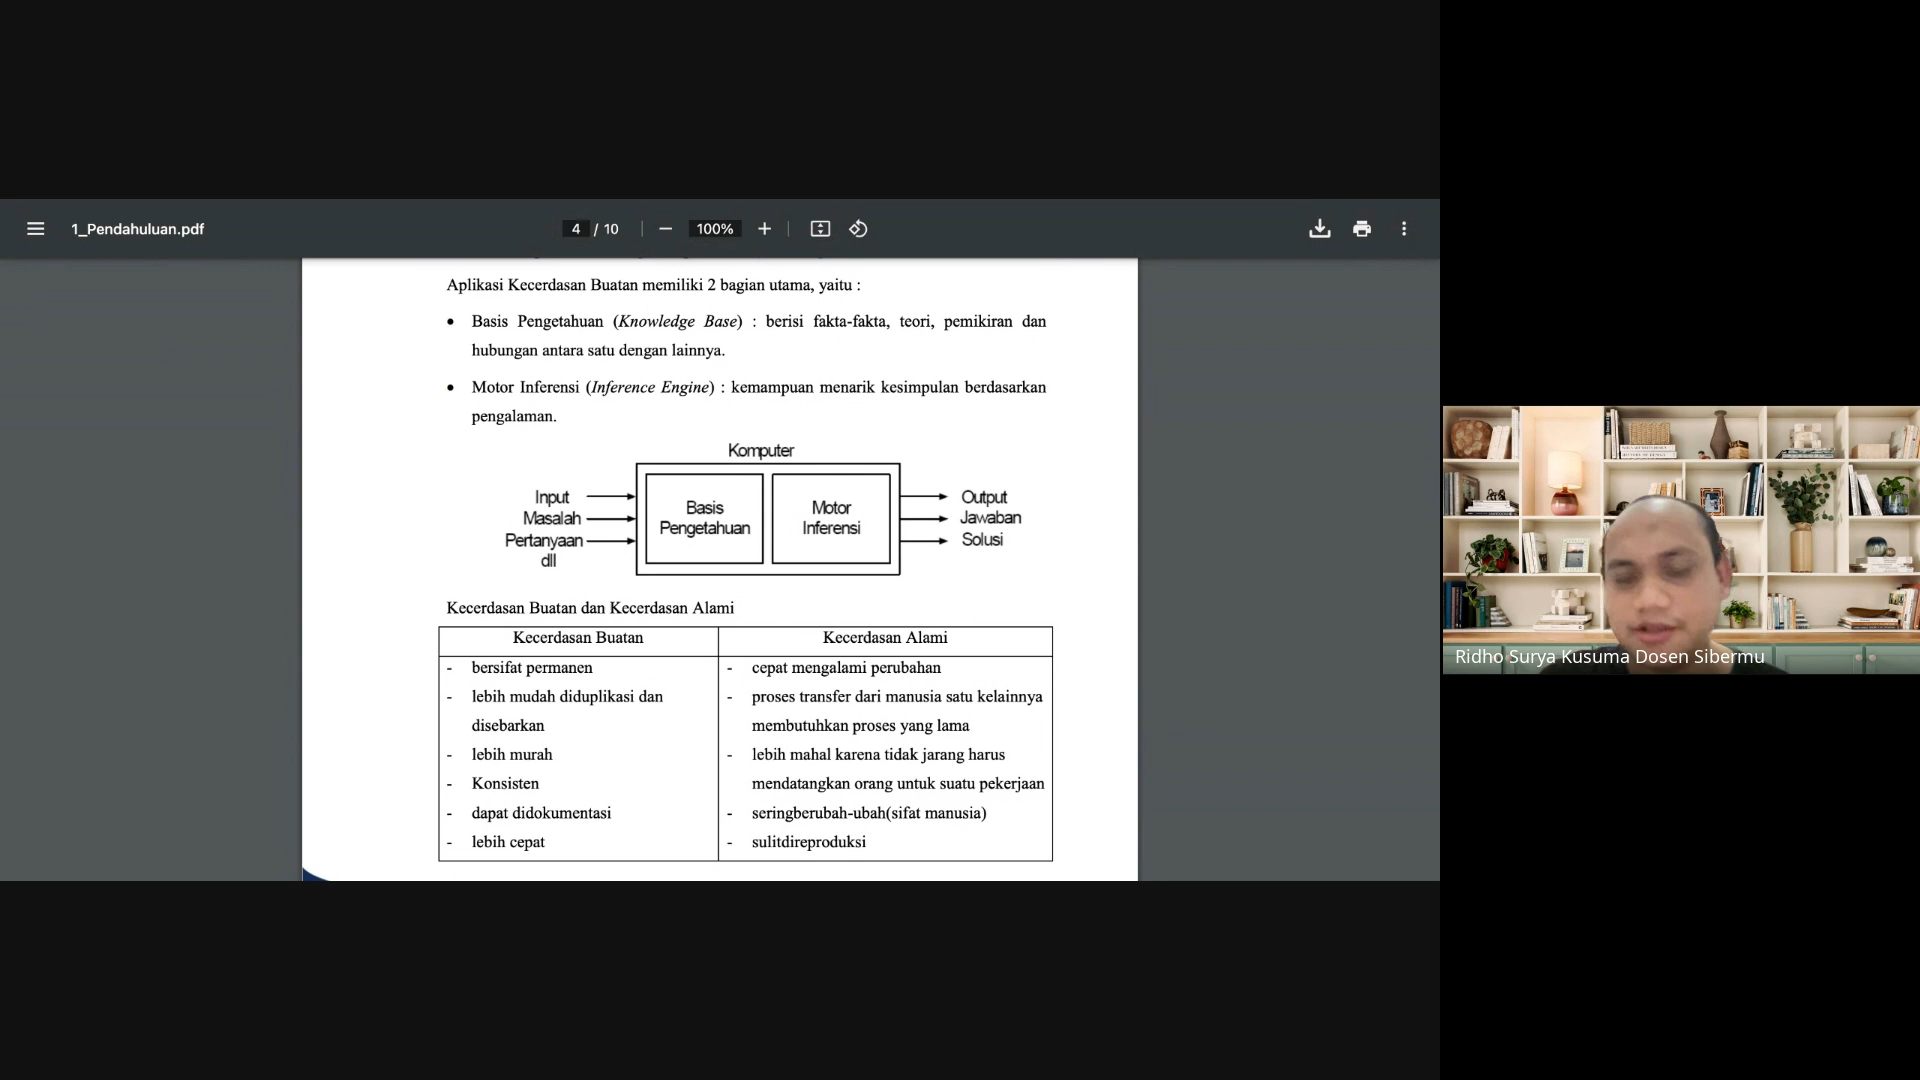 1_Pendahuluan.pdf
4 / 10
100%
Aplikasi Kecerdasan Buatan memiliki 2 bagian utama, yaitu :
• Basis Pengetahuan (Knowledge Base) : berisi fakta-fakta, teori, pemikiran dan
hubungan antara satu dengan lainnya.
• Motor Inferensi (Inference Engine) : kemampuan menarik kesimpulan berdasarkan
pengalaman.
Komputer
Input
Masalah
Pertanyaan
dll
Basis
Pengetahuan
Motor
Inferensi
Output
Jawaban
Solusi
Kecerdasan Buatan dan Kecerdasan Alami
Kecerdasan Buatan
- bersifat permanen
- lebih mudah diduplikasi dan
disebarkan
- lebih murah
- Konsisten
- dapat didokumentasi
- lebih cepat
Kecerdasan Alami
- cepat mengalami perubahan
- proses transfer dari manusia satu kelainnya
membutuhkan proses yang lama
- lebih mahal karena tidak jarang harus
mendatangkan orang untuk suatu pekerjaan
- seringberubah-ubah(sifat manusia)
- sulitdireproduksi
Ridho Surya Kusuma Dosen Sibermu